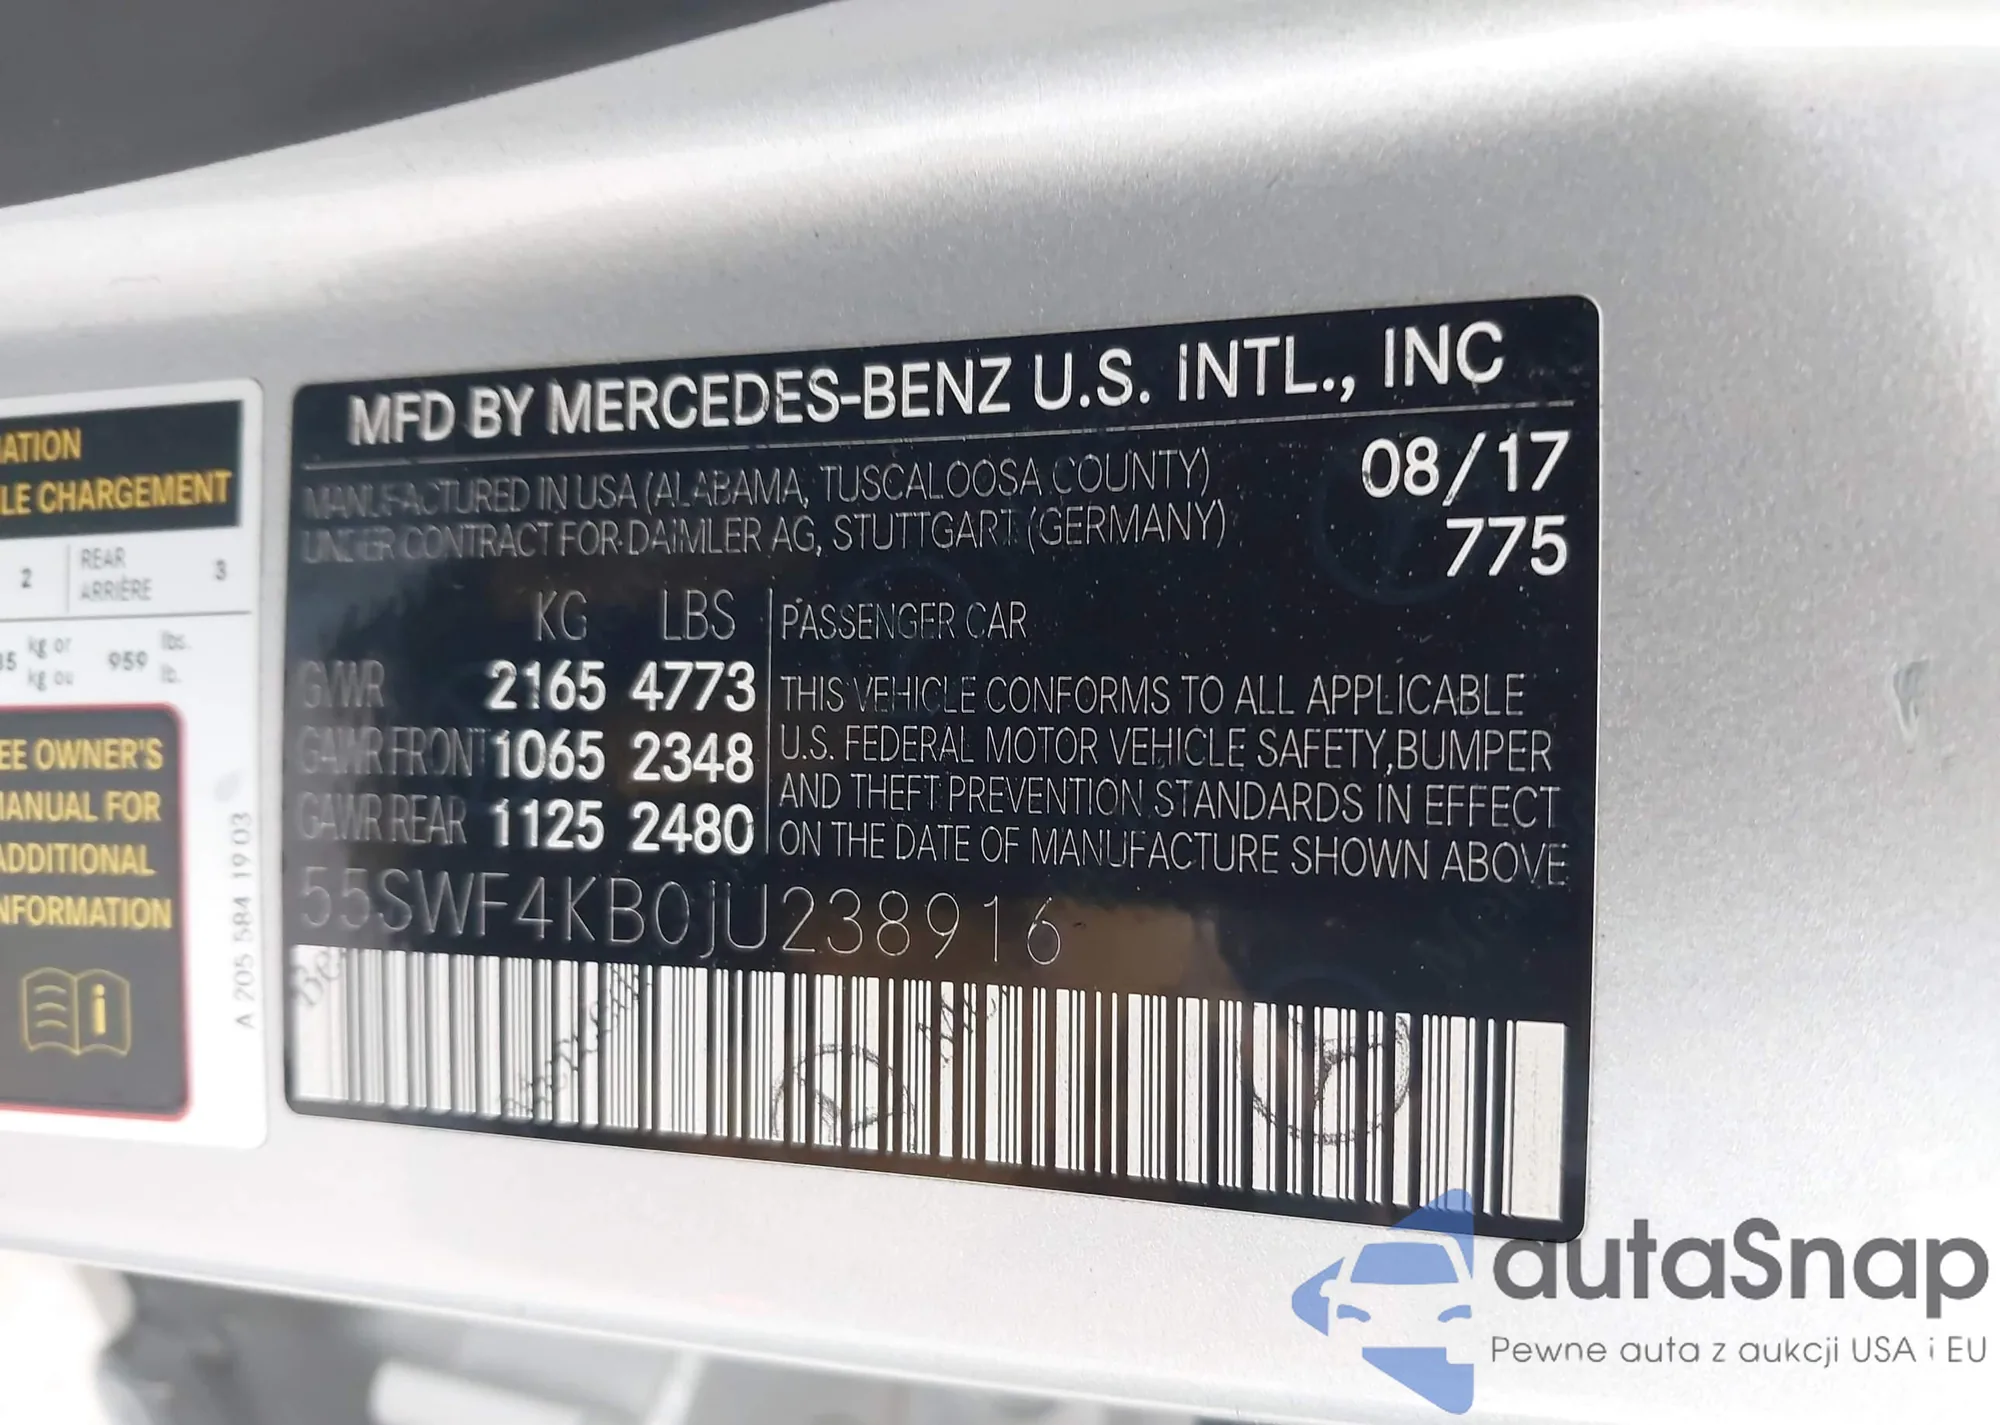 ATION
LE CHARGEMENT
2 REAR ARRIÈRE 3
kg or kg ou 959 lbs. lb.
EE OWNER'S
MANUAL FOR
ADDITIONAL
NFORMATION
i
A 205 584 19 03
MFD BY MERCEDES-BENZ U.S. INTL., INC
MANUFACTURED IN USA (ALABAMA, TUSCALOOSA COUNTY) 08/17
UNDER CONTRACT FOR DAIMLER AG, STUTTGART (GERMANY) 775
KG LBS
GVWR 2165 4773
GAWR FRONT 1065 2348
GAWR REAR 1125 2480
PASSENGER CAR
THIS VEHICLE CONFORMS TO ALL APPLICABLE
U.S. FEDERAL MOTOR VEHICLE SAFETY, BUMPER
AND THEFT PREVENTION STANDARDS IN EFFECT
ON THE DATE OF MANUFACTURE SHOWN ABOVE
55SWF4KB0JU238916
autaSnap
Pewne auta z aukcji USA i EU